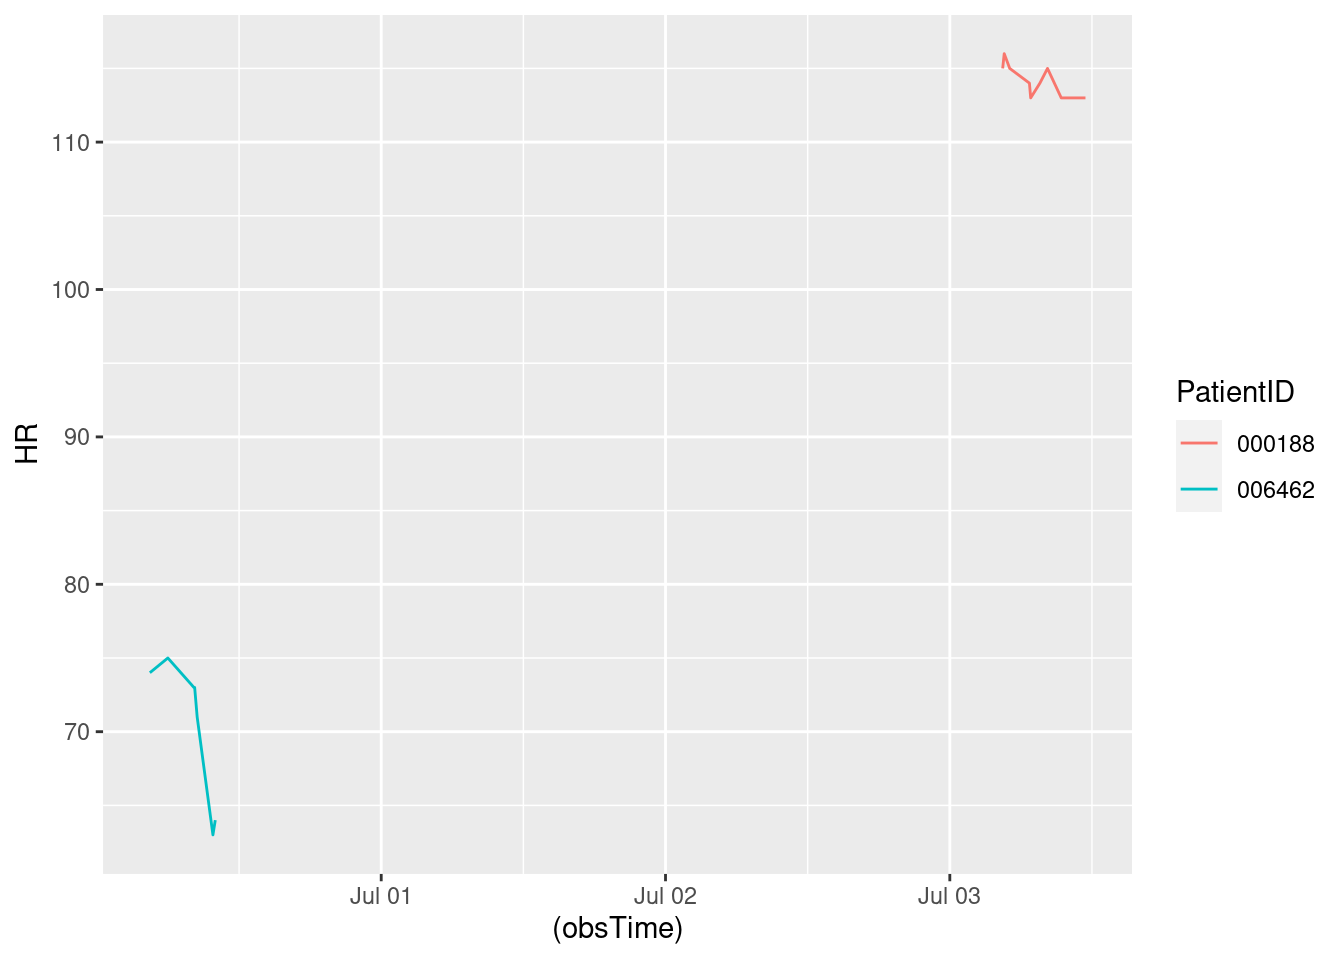 HR
110
100
90
80
70
Jul 01
Jul 02
Jul 03
(obsTime)
PatientID
000188
006462